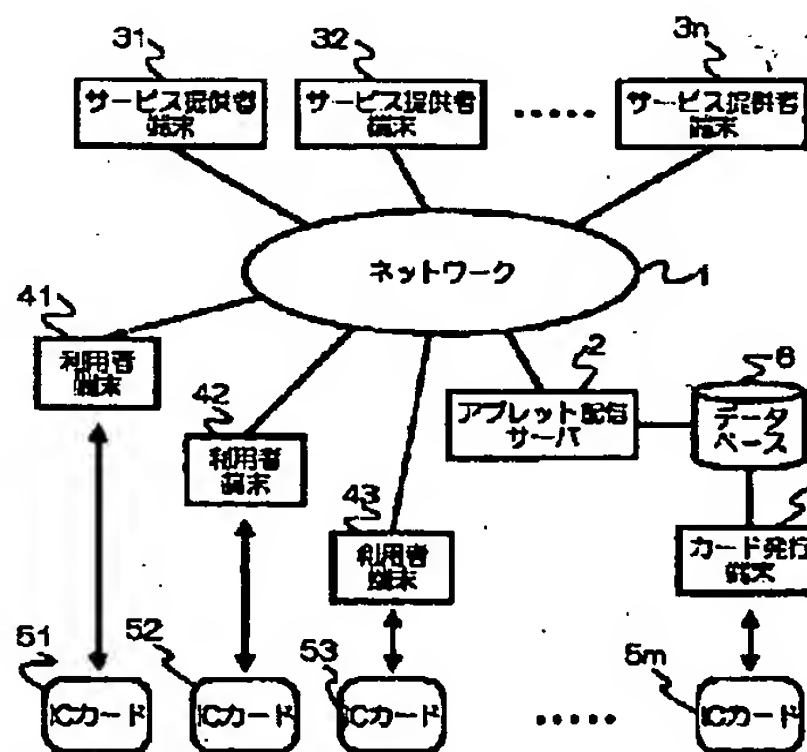 31
32
3n
サービス提供者
端末
サービス提供者
端末
サービス提供者
端末
ネットワーク
1
41
利用者
端末
42
利用者
端末
43
利用者
端末
2
アプレット配信
サーバ
6
データ
ベース
カード発行
端末
51
ICカード
52
ICカード
53
ICカード
5m
ICカード